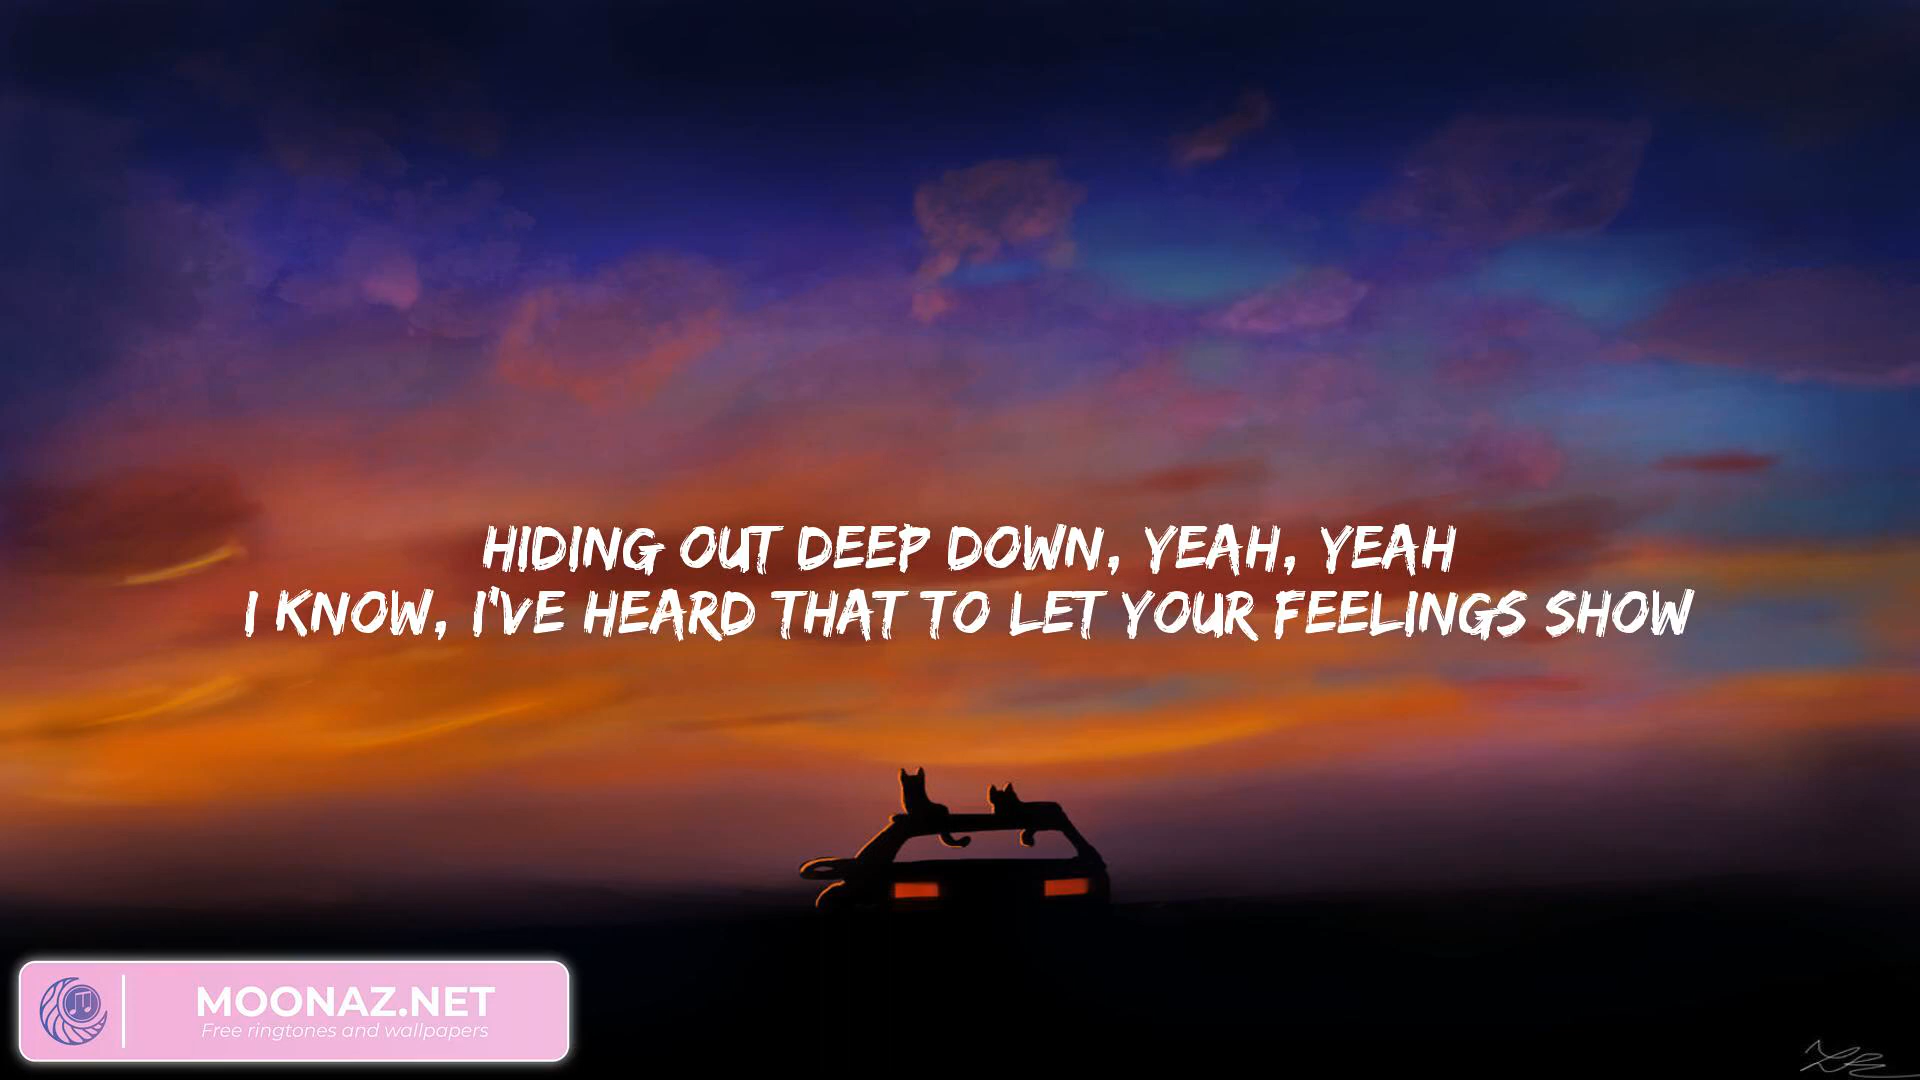 HIDING OUT DEEP DOWN, YEAH, YEAH
I KNOW, I'VE HEARD THAT TO LET YOUR FEELINGS SHOW
MOONAZ.NET
Free ringtones and wallpapers